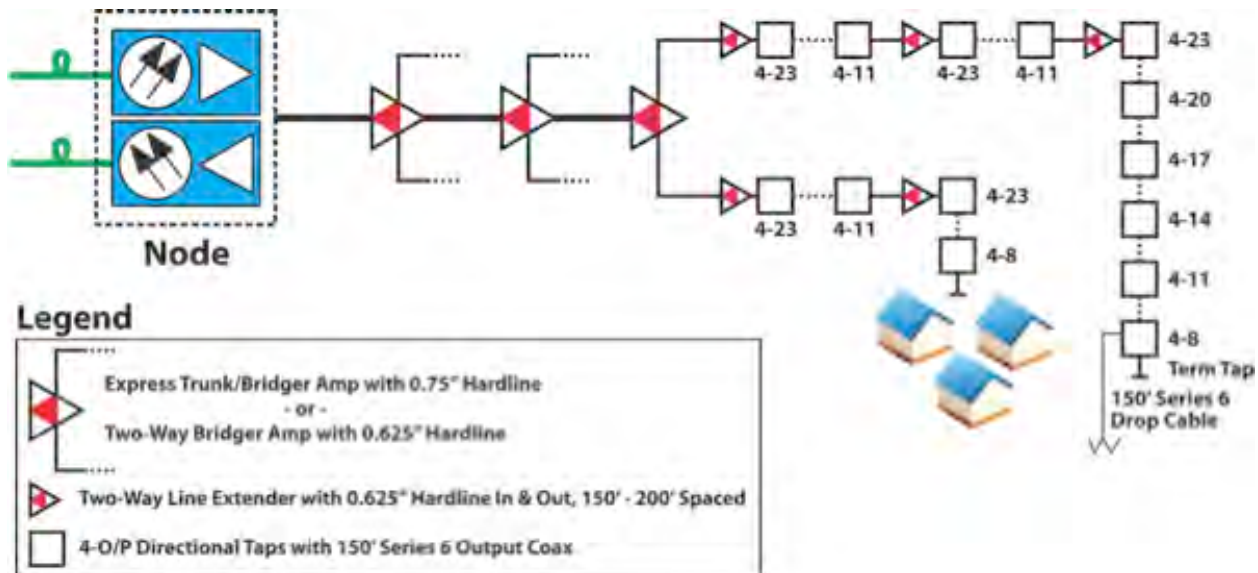 4-23
4-11
4-23
4-11
4-23
4-20
4-17
4-14
4-11
4-8
Term Tap
150' Series 6
Drop Cable
4-23
4-11
4-23
4-8
Node
Legend
Express Trunk/Bridger Amp with 0.75" Hardline
- or -
Two-Way Bridger Amp with 0.625" Hardline
Two-Way Line Extender with 0.625" Hardline In & Out, 150' - 200' Spaced
4-O/P Directional Taps with 150' Series 6 Output Coax